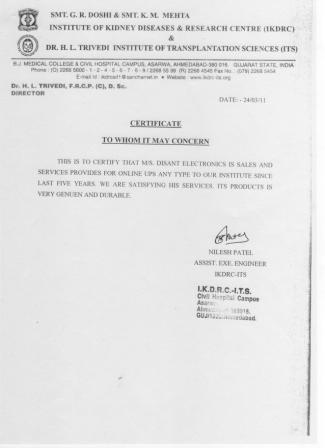 SMT. G. R. DOSHI & SMT. K. M. MEHTA
INSTITUTE OF KIDNEY DISEASES & RESEARCH CENTRE (IKDRC)
&
DR. H. L. TRIVEDI INSTITUTE OF TRANSPLANTATION SCIENCES (ITS)
B.J. MEDICAL COLLEGE & CIVIL HOSPITAL CAMPUS, ASARWA, AHMEDABAD-380 016. GUJARAT STATE, INDIA
Phone : (O) 2268 5600 - 1 - 2 - 4 - 5 - 6 - 7 - 8 - 9 / 2268 55 99 (R) 2268 4545 Fax No. : (079) 2268 5454
E-mail Id : ikdrcad1@sancharnet.in • Website : www.ikdrc-its.org
Dr. H. L. TRIVEDI, F.R.C.P. (C), D. Sc.
DIRECTOR
DATE: - 24/03/11
CERTIFICATE
TO WHOM IT MAY CONCERN
THIS IS TO CERTIFY THAT M/S. DISANT ELECTRONICS IS SALES AND
SERVICES PROVIDES FOR ONLINE UPS ANY TYPE TO OUR INSTITUTE SINCE
LAST FIVE YEARS. WE ARE SATISFYING HIS SERVICES. ITS PRODUCTS IS
VERY GENUEN AND DURABLE.
NILESH PATEL
ASSIST. EXE. ENGINEER
IKDRC-ITS
I.K.D.R.C.-I.T.S.
Civil Hospital Campus